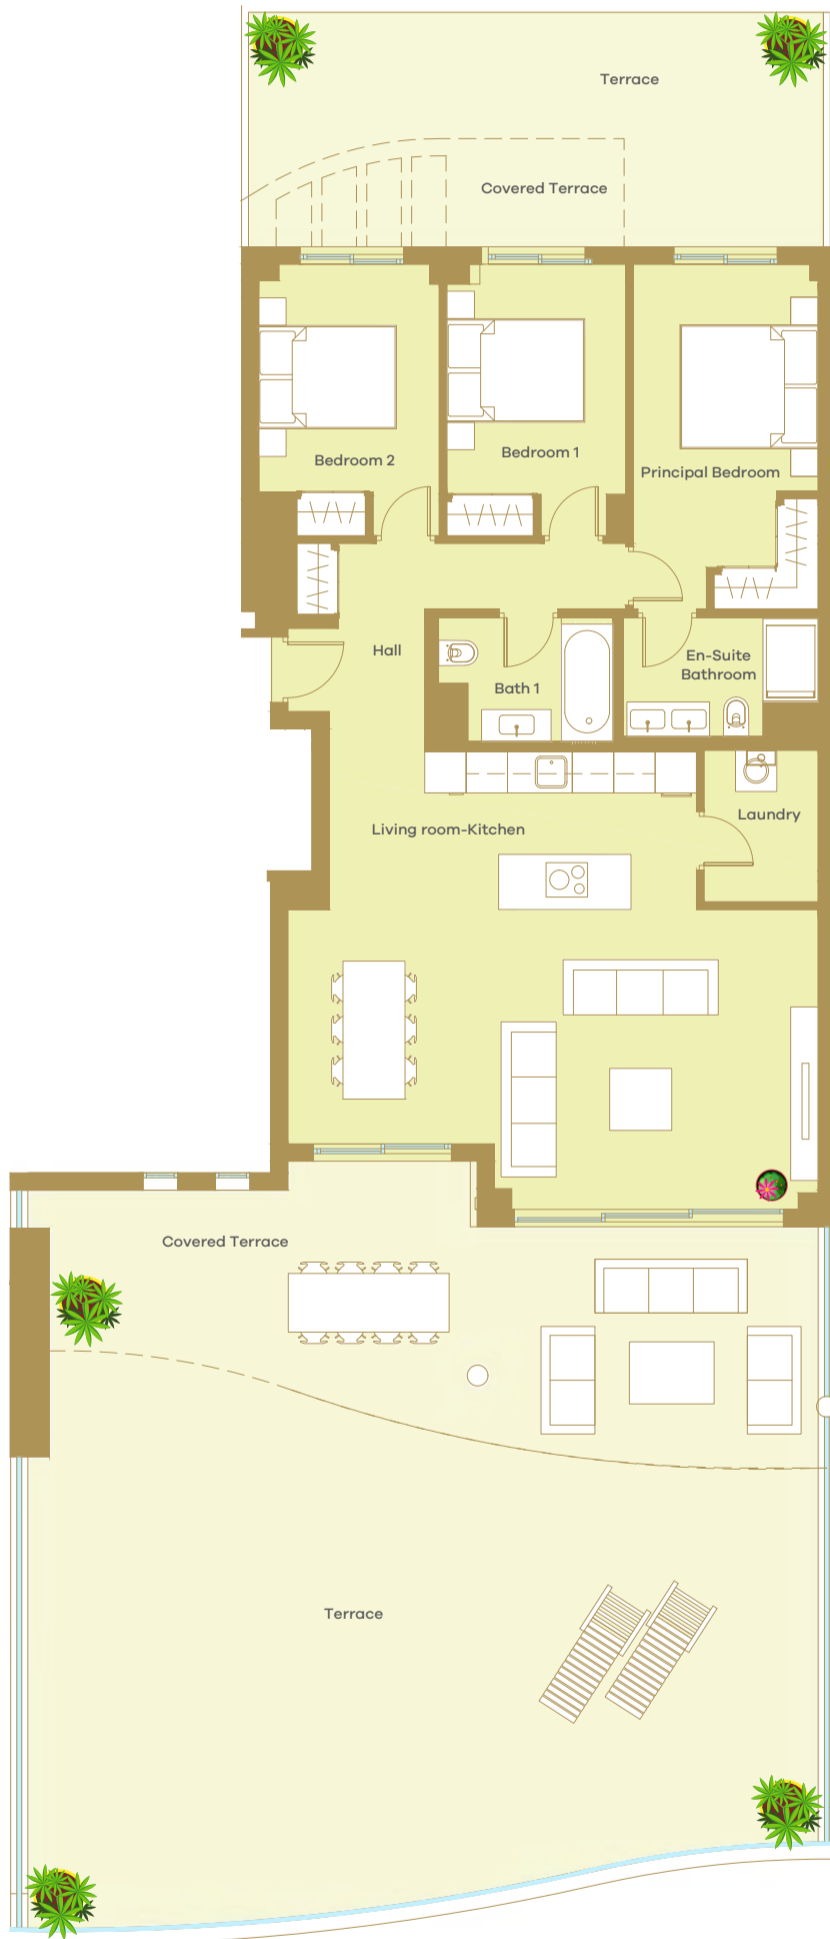 Terrace
Covered Terrace
Bedroom 2
Bedroom 1
Principal Bedroom
Hall
Bath 1
En-Suite
Bathroom
Living room-Kitchen
Laundry
Covered Terrace
Terrace